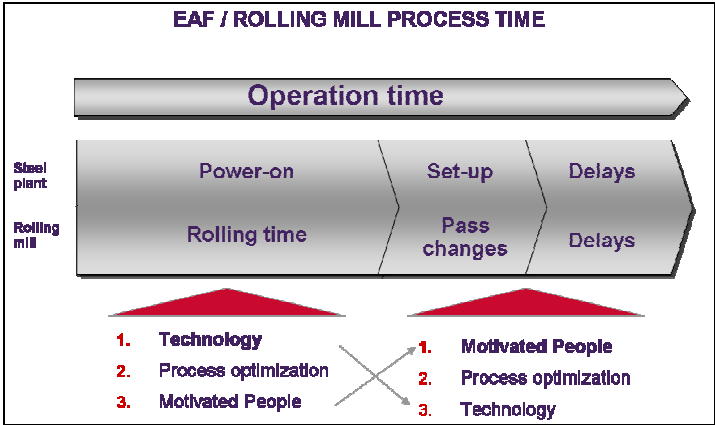 EAF / ROLLING MILL PROCESS TIME
Operation time
Steel
plant
Power-on
Set-up
Delays
Rolling
mill
Rolling time
Pass
changes
Delays
1. Technology
2. Process optimization
3. Motivated People
1. Motivated People
2. Process optimization
3. Technology